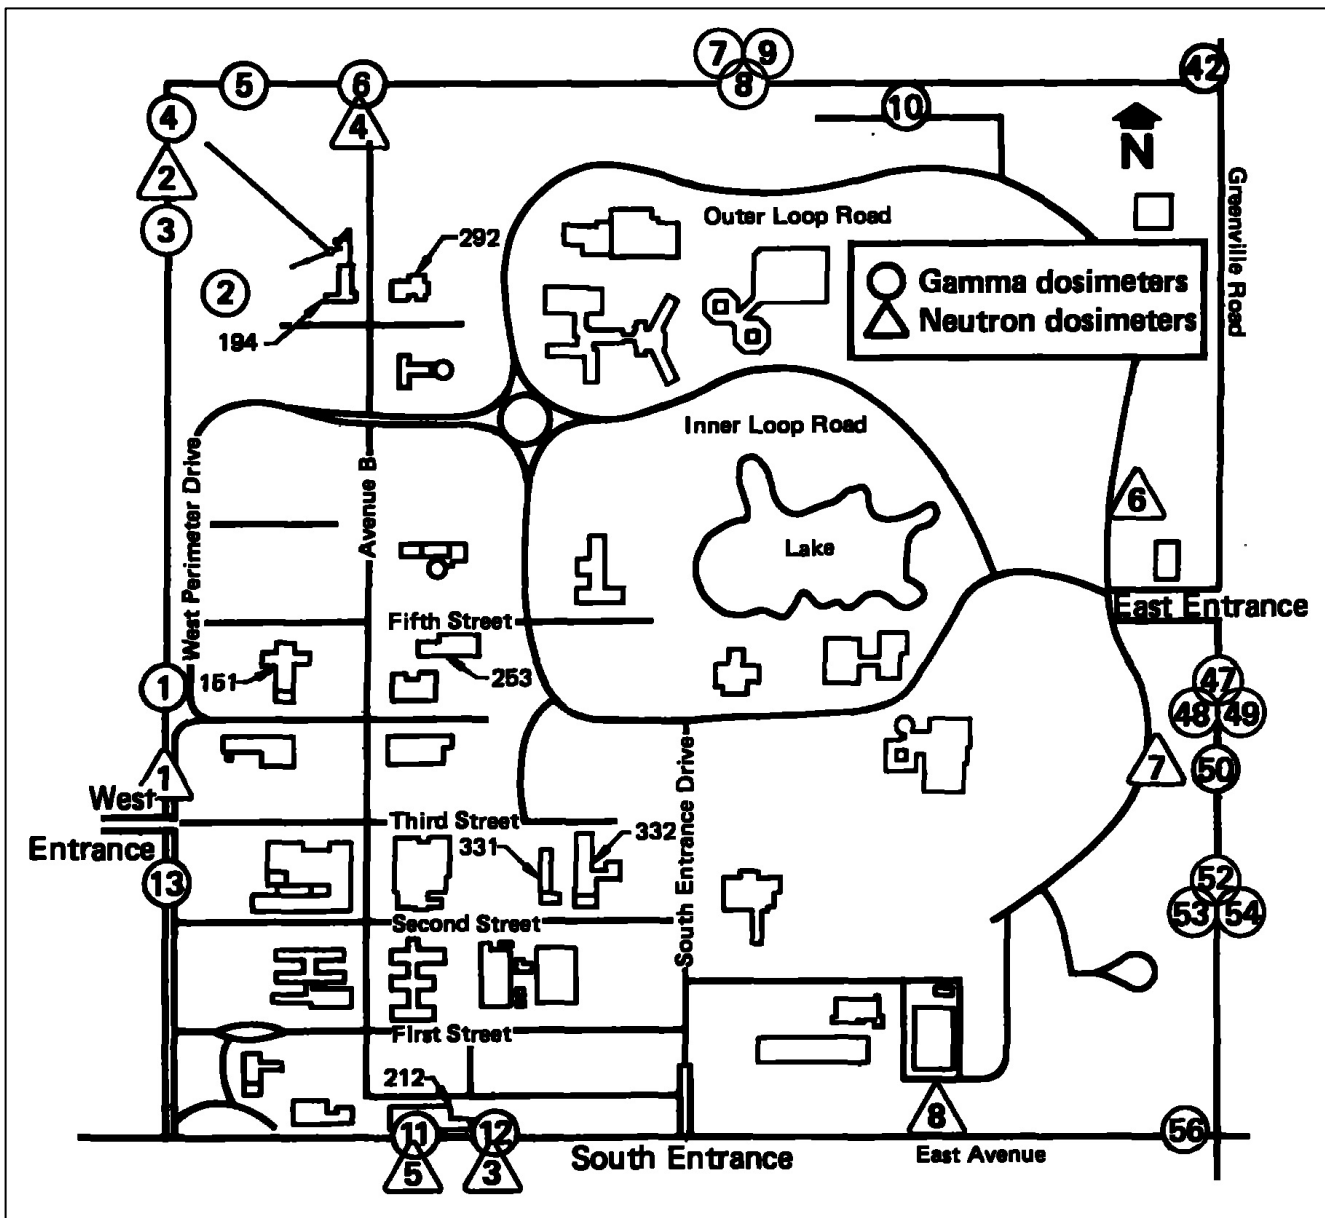 7
9
42
5
6
8
4
10
4
N
2
3
Greenville Road
Outer Loop Road
292
Gamma dosimeters
2
Neutron dosimeters
194
Inner Loop Road
West Perimeter Drive
Avenue B
6
Lake
East Entrance
Fifth Street
151
253
1
47
48
49
South Entrance Drive
1
7
50
West
Entrance
Third Street
331
332
13
52
53
54
Second Street
First Street
212
11
12
8
56
5
3
South Entrance
East Avenue